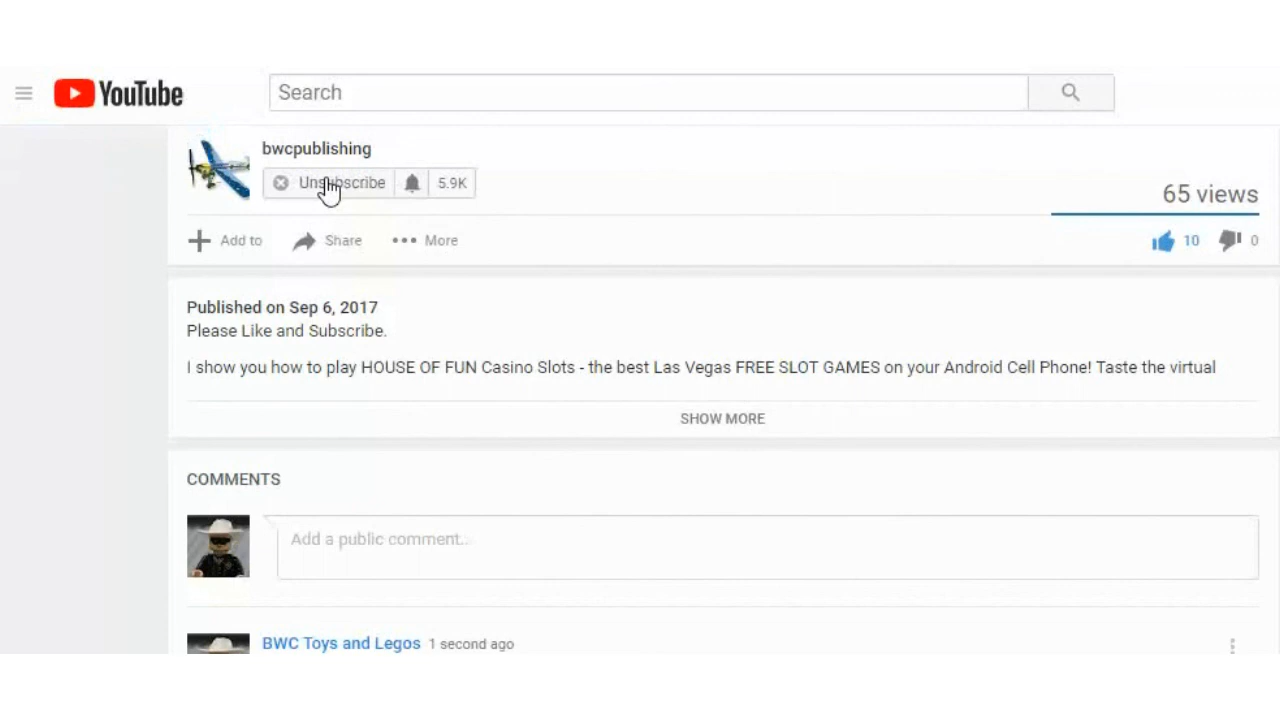 YouTube
Search
bwcpublishing
Unsubscribe 5.9K
65 views
Add to Share More
10 0
Published on Sep 6, 2017
Please Like and Subscribe.
I show you how to play HOUSE OF FUN Casino Slots - the best Las Vegas FREE SLOT GAMES on your Android Cell Phone! Taste the virtual
SHOW MORE
COMMENTS
Add a public comment...
BWC Toys and Legos 1 second ago